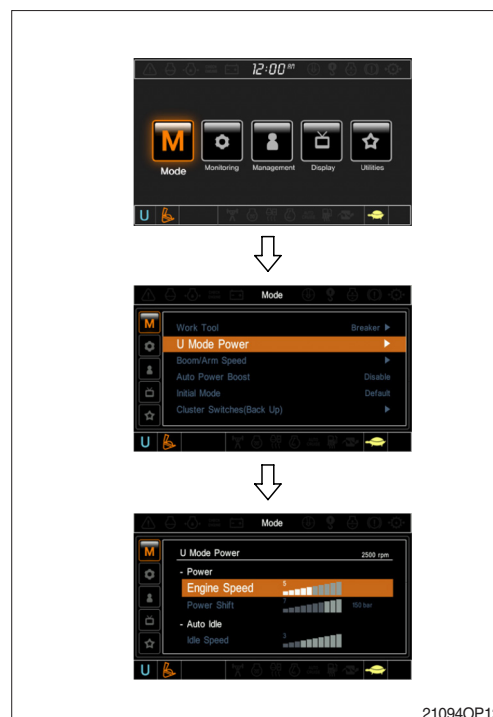 12:00 AM
M
Mode
Monitoring
Management
Display
Utilities
U
Mode
M
Work Tool Breaker
U Mode Power
Boom/Arm Speed
Auto Power Boost Disable
Initial Mode Default
Cluster Switches(Back Up)
U
Mode
M
U Mode Power 2500 rpm
- Power
Engine Speed 5
Power Shift 7 150 bar
- Auto Idle
Idle Speed 3
U